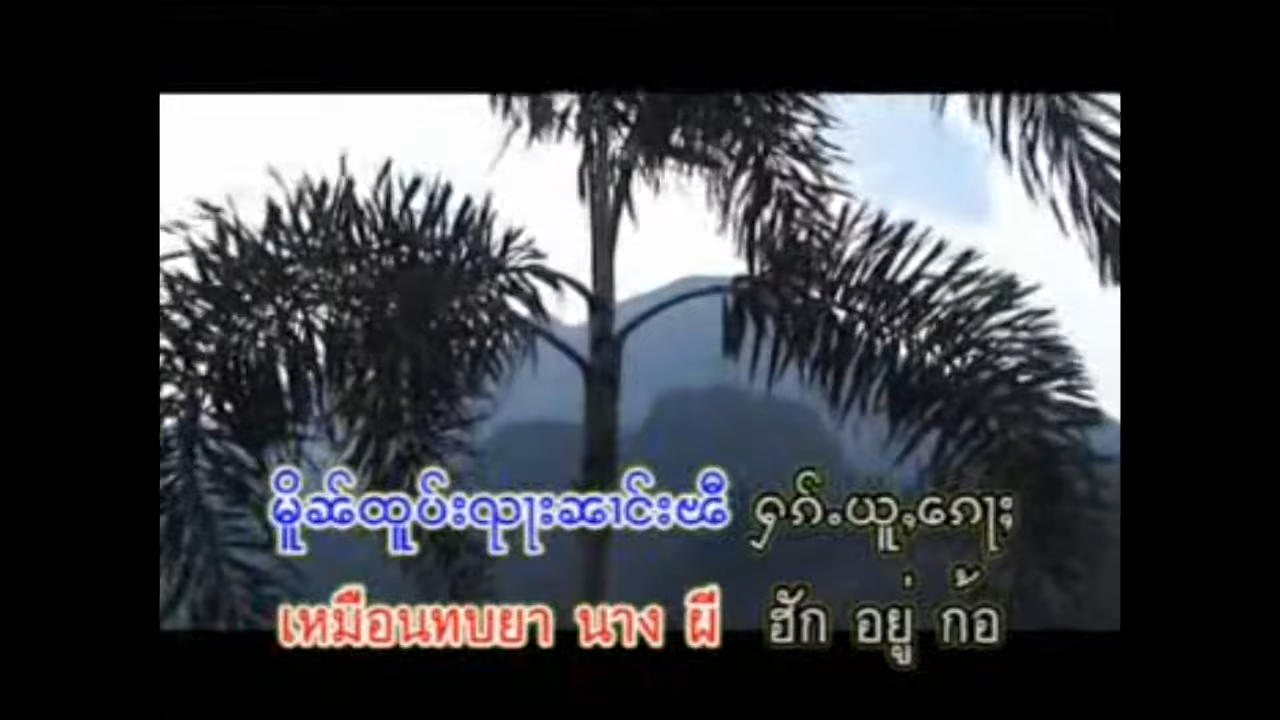 မိူၼ်ထူပ်းၺႃးၼၢင်းၽီ ႁၵ်ႉယူႇၵေႃႈ
เหมือนทบยา นาง ผี ฮัก อยู่ ก้อ